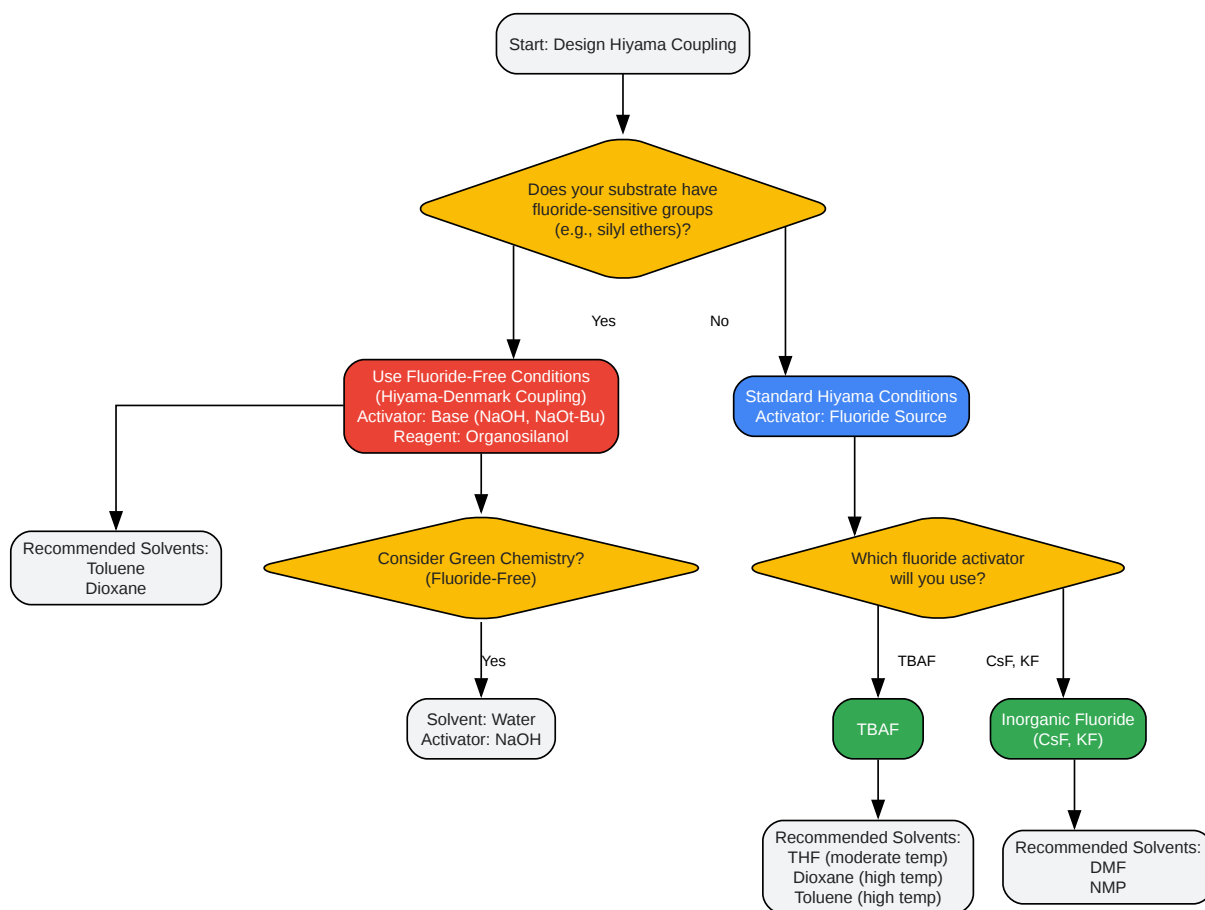 Start: Design Hiyama Coupling
Does your substrate have
fluoride-sensitive groups
(e.g., silyl ethers)?
Yes
No
Use Fluoride-Free Conditions
(Hiyama-Denmark Coupling)
Activator: Base (NaOH, NaOt-Bu)
Reagent: Organosilanol
Standard Hiyama Conditions
Activator: Fluoride Source
Recommended Solvents:
Toluene
Dioxane
Consider Green Chemistry?
(Fluoride-Free)
Which fluoride activator
will you use?
Yes
TBAF
CsF, KF
Solvent: Water
Activator: NaOH
TBAF
Inorganic Fluoride
(CsF, KF)
Recommended Solvents:
THF (moderate temp)
Dioxane (high temp)
Toluene (high temp)
Recommended Solvents:
DMF
NMP